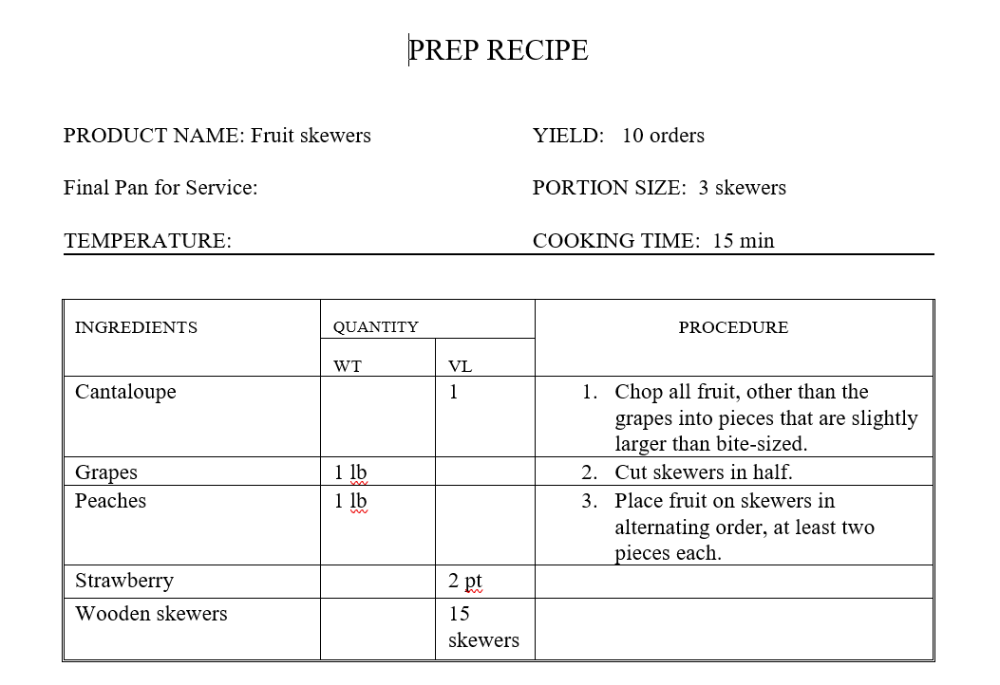 PREP RECIPE
PRODUCT NAME: Fruit skewers
YIELD: 10 orders
Final Pan for Service:
PORTION SIZE: 3 skewers
TEMPERATURE:
COOKING TIME: 15 min
INGREDIENTS
QUANTITY
PROCEDURE
WT
VL
Cantaloupe
1
1. Chop all fruit, other than the
grapes into pieces that are slightly
larger than bite-sized.
Grapes
1 lb
2. Cut skewers in half.
Peaches
1 lb
3. Place fruit on skewers in
alternating order, at least two
pieces each.
Strawberry
2 pt
Wooden skewers
15
skewers